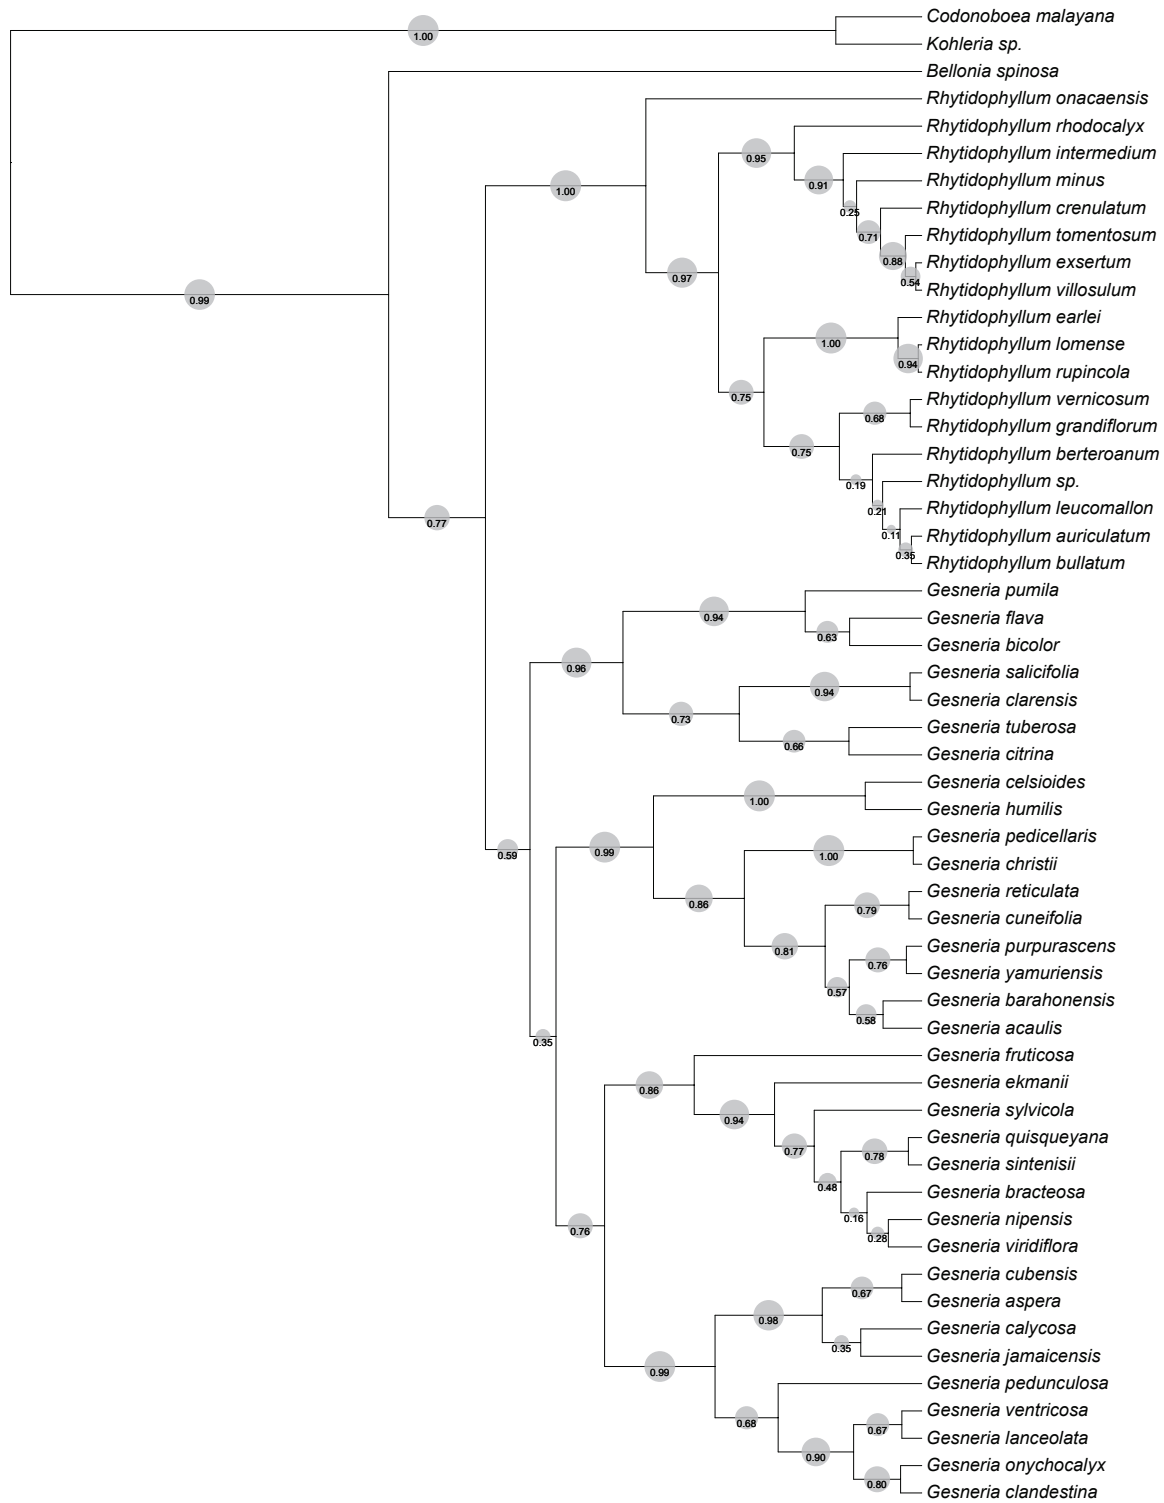 Codonoboea malayana
1.00
Kohleria sp.
Bellonia spinosa
Rhytidophyllum onacaensis
Rhytidophyllum rhodocalyx
0.95
Rhytidophyllum intermedium
0.91
Rhytidophyllum minus
1.00
0.25
Rhytidophyllum crenulatum
0.71
Rhytidophyllum tomentosum
0.88
Rhytidophyllum exsertum
0.97
0.54
Rhytidophyllum villosulum
0.99
Rhytidophyllum earlei
1.00
Rhytidophyllum lomense
0.94
Rhytidophyllum rupincola
0.75
Rhytidophyllum vernicosum
0.68
Rhytidophyllum grandiflorum
0.75
Rhytidophyllum berteroanum
0.19
Rhytidophyllum sp.
0.21
Rhytidophyllum leucomallon
0.77
0.11
Rhytidophyllum auriculatum
0.35
Rhytidophyllum bullatum
Gesneria pumila
0.94
Gesneria flava
0.63
Gesneria bicolor
0.96
Gesneria salicifolia
0.94
Gesneria clarensis
0.73
Gesneria tuberosa
0.66
Gesneria citrina
Gesneria celsioides
1.00
Gesneria humilis
Gesneria pedicellaris
0.59
0.99
1.00
Gesneria christii
Gesneria reticulata
0.86
0.79
Gesneria cuneifolia
0.81
Gesneria purpurascens
0.76
Gesneria yamuriensis
0.57
Gesneria barahonensis
0.58
Gesneria acaulis
0.35
Gesneria fruticosa
0.86
Gesneria ekmanii
0.94
Gesneria sylvicola
0.77
Gesneria quisqueyana
0.78
Gesneria sintenisii
0.48
Gesneria bracteosa
0.16
Gesneria nipensis
0.76
0.28
Gesneria viridiflora
Gesneria cubensis
0.67
Gesneria aspera
0.98
Gesneria calycosa
0.35
Gesneria jamaicensis
0.99
Gesneria pedunculosa
0.68
Gesneria ventricosa
0.67
Gesneria lanceolata
0.90
Gesneria onychocalyx
0.80
Gesneria clandestina